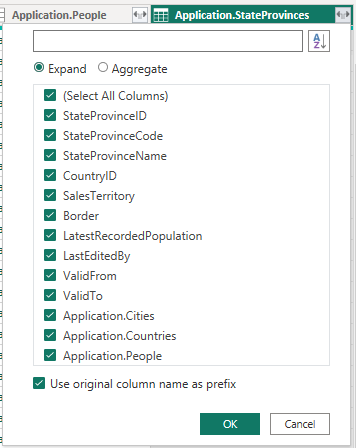 Application.People
Application.StateProvinces
A
Z
Expand
Aggregate
(Select All Columns)
StateProvinceID
StateProvinceCode
StateProvinceName
CountryID
SalesTerritory
Border
LatestRecordedPopulation
LastEditedBy
ValidFrom
ValidTo
Application.Cities
Application.Countries
Application.People
Use original column name as prefix
OK
Cancel